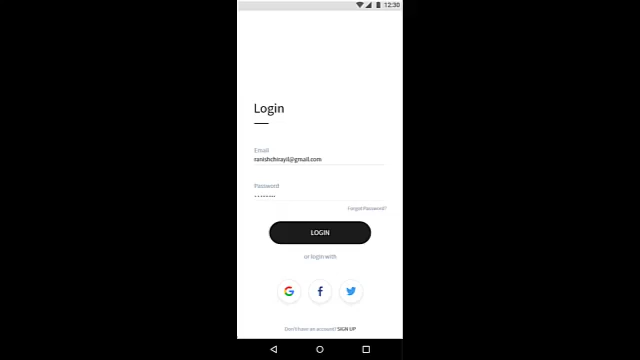 12:30
Login
Email
ranishchirayil@gmail.com
Password
Forgot Password?
LOGIN
or login with
Don't have an account? SIGN UP